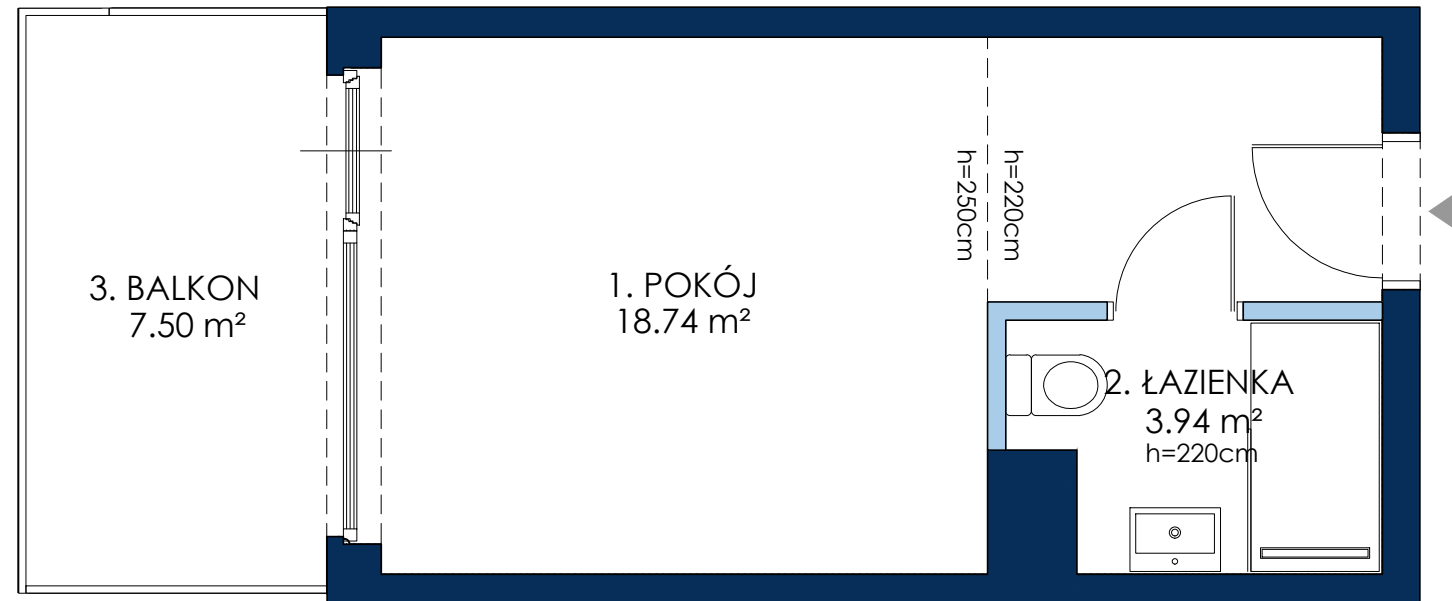 3. BALKON
7.50 m²
1. POKÓJ
18.74 m²
h=250cm
h=220cm
2. ŁAZIENKA
3.94 m²
h=220cm